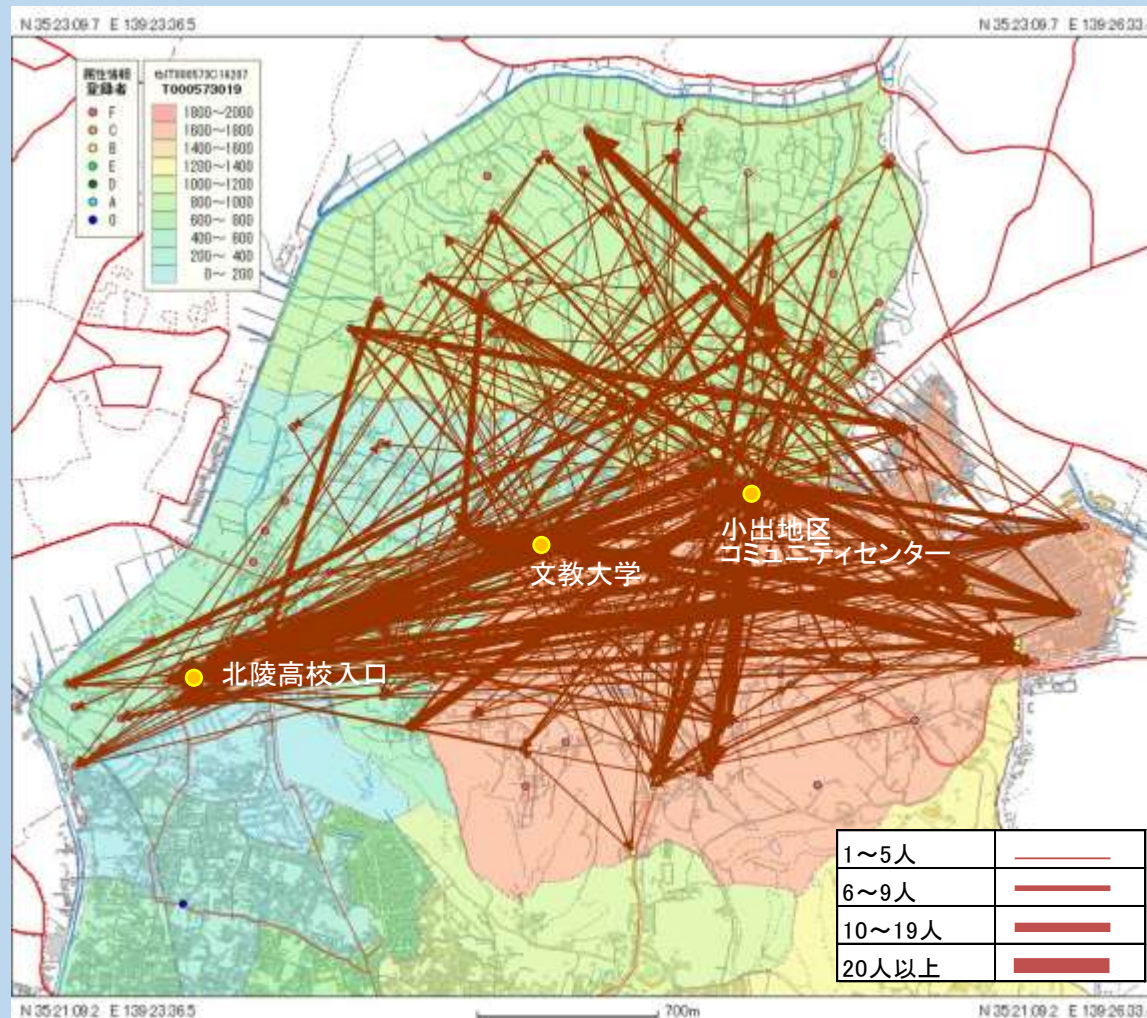 N 35:23:09.7 E 139:23:36.5
N 35:23:09.7 E 139:26:33.
属性情報
登録者
F
C
B
E
D
A
G
T000573019
1800～2000
1600～1800
1400～1600
1200～1400
1000～1200
800～1000
600～ 800
400～ 600
200～ 400
0～ 200
小出地区
コミュニティセンター
文教大学
北陵高校入口
1～5人
6～9人
10～19人
20人以上
N 35:21:09.2 E 139:23:36.5
700m
N 35:21:09.2 E 139:26:33.